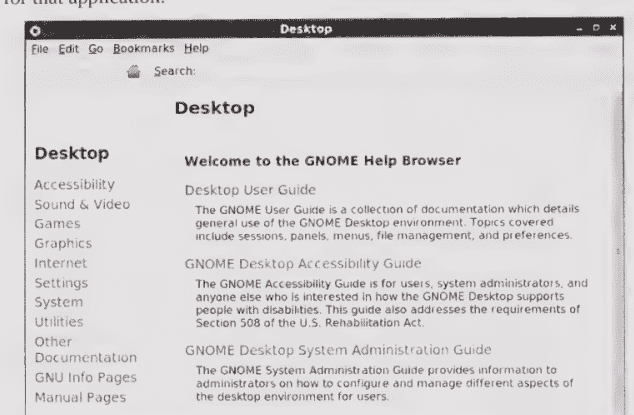 for that application.
Desktop
File Edit Go Bookmarks Help
Search:
Desktop
Desktop
Accessibility
Sound & Video
Games
Graphics
Internet
Settings
System
Utilities
Other
Documentation
GNU Info Pages
Manual Pages
Welcome to the GNOME Help Browser
Desktop User Guide
The GNOME User Guide is a collection of documentation which details
general use of the GNOME Desktop environment. Topics covered
include sessions, panels, menus, file management, and preferences.
GNOME Desktop Accessibility Guide
The GNOME Accessibility Guide is for users, system administrators, and
anyone else who is interested in how the GNOME Desktop supports
people with disabilities. This guide also addresses the requirements of
Section 508 of the U.S. Rehabilitation Act.
GNOME Desktop System Administration Guide
The GNOME System Administration Guide provides information to
administrators on how to configure and manage different aspects of
the desktop environment for users.